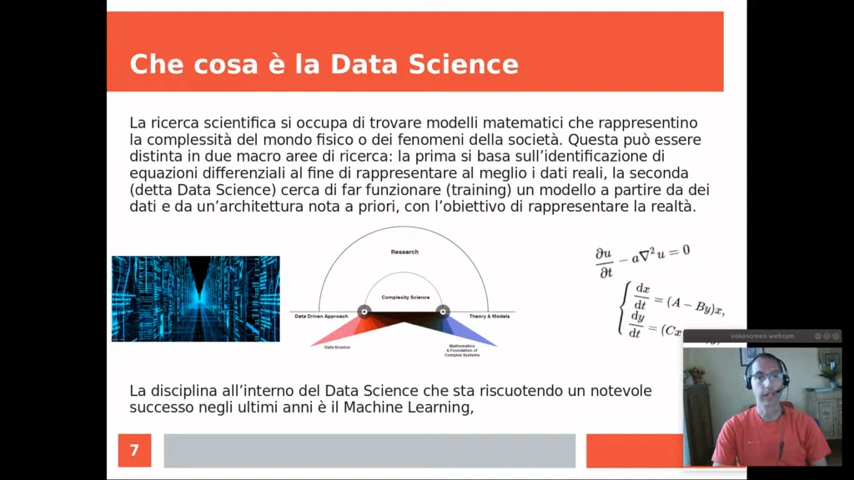 Che cosa è la Data Science
La ricerca scientifica si occupa di trovare modelli matematici che rappresentino
la complessità del mondo fisico o dei fenomeni della società. Questa può essere
distinta in due macro aree di ricerca: la prima si basa sull'identificazione di
equazioni differenziali al fine di rappresentare al meglio i dati reali, la seconda
(detta Data Science) cerca di far funzionare (training) un modello a partire da dei
dati e da un'architettura nota a priori, con l'obiettivo di rappresentare la realtà.
Research
Complexity Science
Data Driven Approach
Theory & Models
Data Science
Mathematics
& Foundation of
Complex Systems
∂u/∂t − a∇²u = 0
dx/dt = (A − By)x,
dy/dt = (Cx
vokoscreen webcam
La disciplina all'interno del Data Science che sta riscuotendo un notevole
successo negli ultimi anni è il Machine Learning,
7